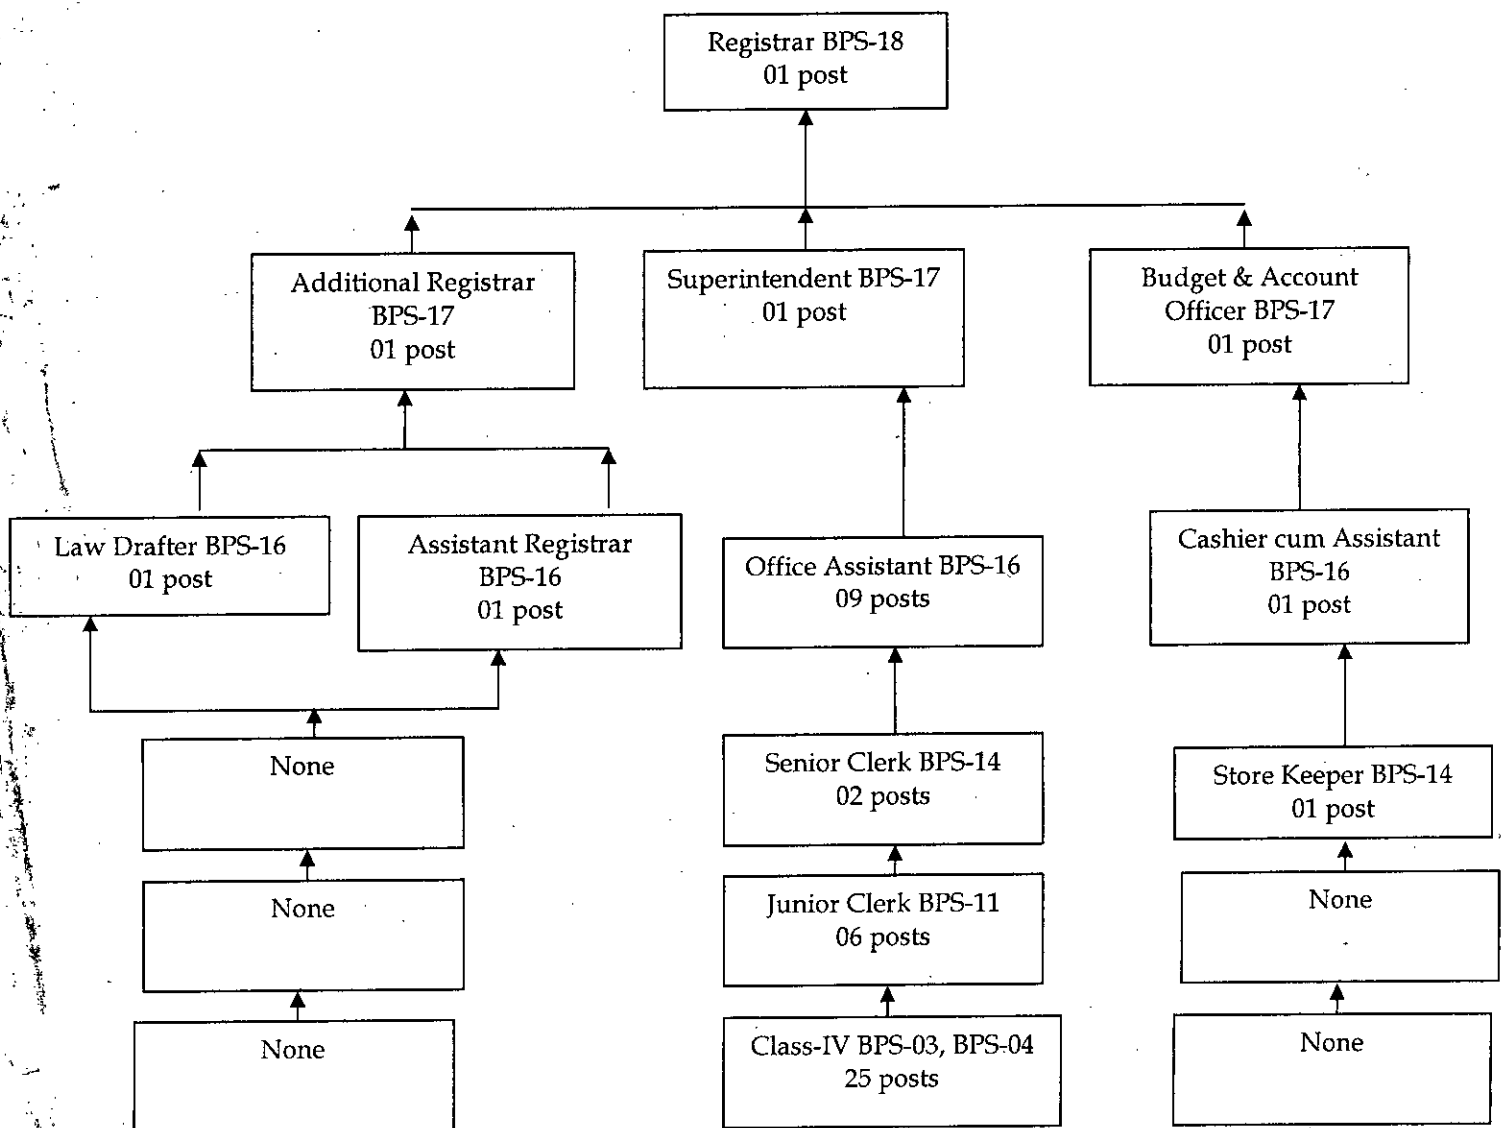 Registrar BPS-18
01 post
Additional Registrar
BPS-17
01 post
Superintendent BPS-17
01 post
Budget & Account
Officer BPS-17
01 post
Law Drafter BPS-16
01 post
Assistant Registrar
BPS-16
01 post
Office Assistant BPS-16
09 posts
Cashier cum Assistant
BPS-16
01 post
None
Senior Clerk BPS-14
02 posts
Store Keeper BPS-14
01 post
None
Junior Clerk BPS-11
06 posts
None
None
Class-IV BPS-03, BPS-04
25 posts
None